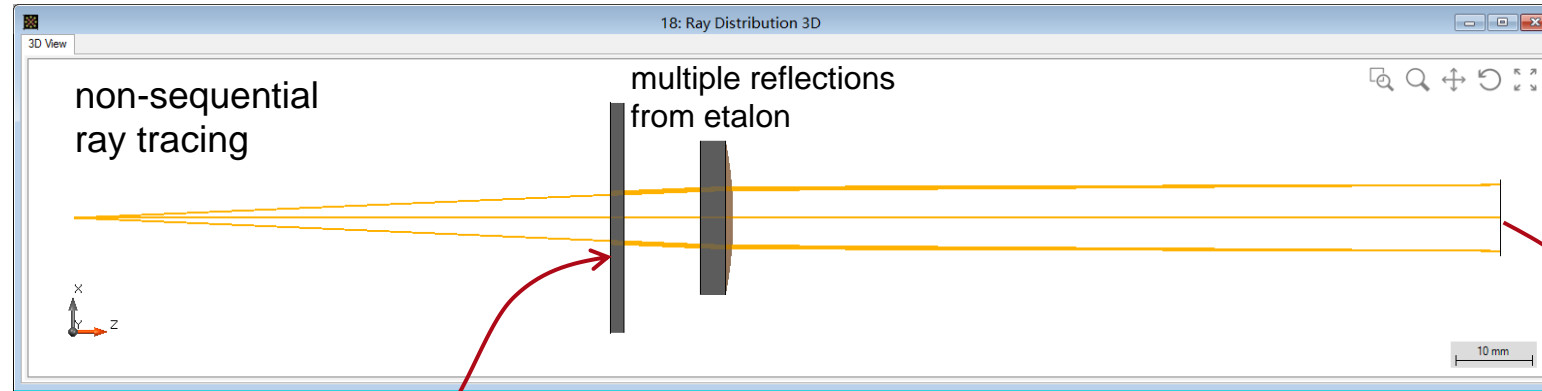 18: Ray Distribution 3D
3D View
non-sequential
ray tracing
multiple reflections
from etalon
X
Y
Z
10 mm